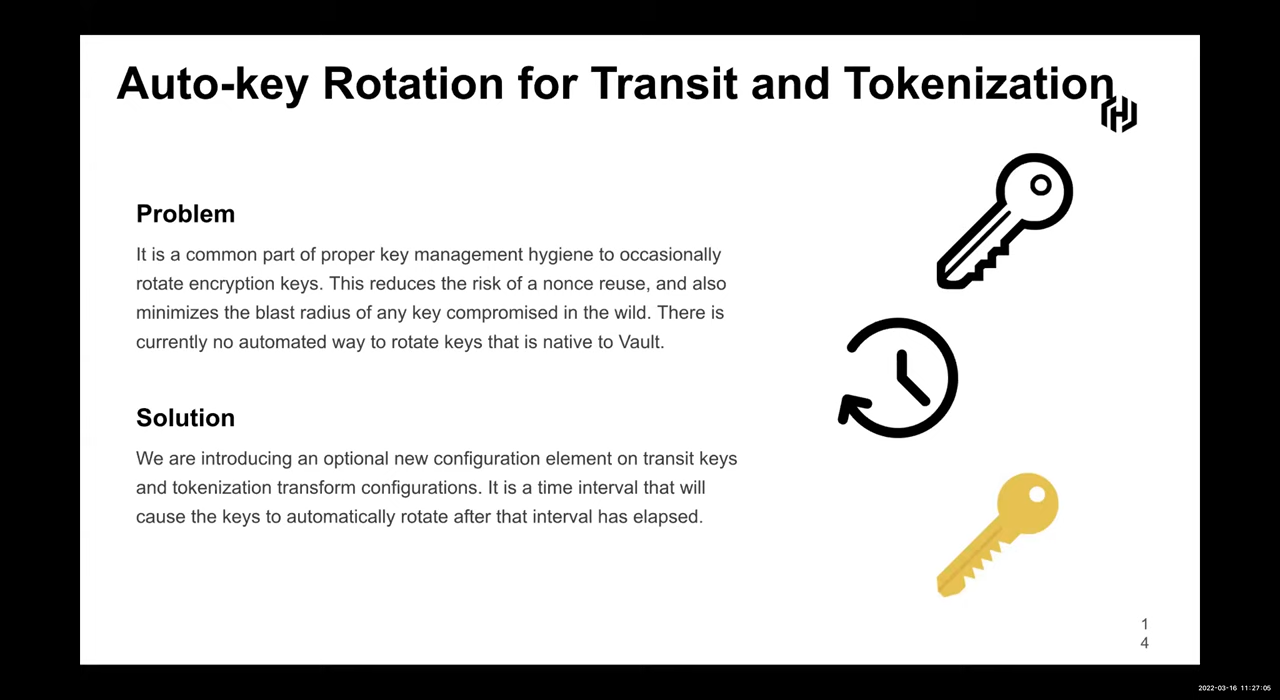 Auto-key Rotation for Transit and Tokenization
Problem
It is a common part of proper key management hygiene to occasionally
rotate encryption keys. This reduces the risk of a nonce reuse, and also
minimizes the blast radius of any key compromised in the wild. There is
currently no automated way to rotate keys that is native to Vault.
Solution
We are introducing an optional new configuration element on transit keys
and tokenization transform configurations. It is a time interval that will
cause the keys to automatically rotate after that interval has elapsed.
1
4
2022-03-16 11:27:05